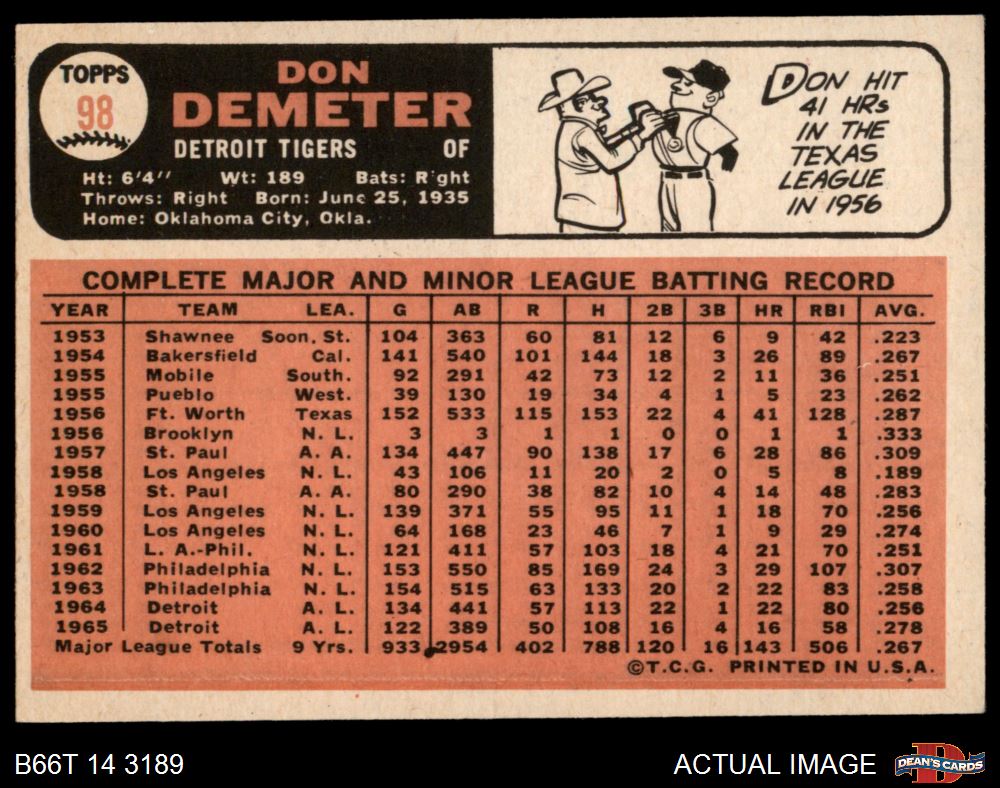 TOPPS
98
DON
DEMETER
DETROIT TIGERS OF
Ht: 6'4" Wt: 189 Bats: Right
Throws: Right Born: June 25, 1935
Home: Oklahoma City, Okla.
DON HIT
41 HRs
IN THE
TEXAS
LEAGUE
IN 1956
COMPLETE MAJOR AND MINOR LEAGUE BATTING RECORD
YEAR TEAM LEA. G AB R H 2B 3B HR RBI AVG.
1953 Shawnee Soon. St. 104 363 60 81 12 6 9 42 .223
1954 Bakersfield Cal. 141 540 101 144 18 3 26 89 .267
1955 Mobile South. 92 291 42 73 12 2 11 36 .251
1955 Pueblo West. 39 130 19 34 4 1 5 23 .262
1956 Ft. Worth Texas 152 533 115 153 22 4 41 128 .287
1956 Brooklyn N. L. 3 3 1 1 0 0 1 1 .333
1957 St. Paul A. A. 134 447 90 138 17 6 28 86 .309
1958 Los Angeles N. L. 43 106 11 20 2 0 5 8 .189
1958 St. Paul A. A. 80 290 38 82 10 4 14 48 .283
1959 Los Angeles N. L. 139 371 55 95 11 1 18 70 .256
1960 Los Angeles N. L. 64 168 23 46 7 1 9 29 .274
1961 L. A.-Phil. N. L. 121 411 57 103 18 4 21 70 .251
1962 Philadelphia N. L. 153 550 85 169 24 3 29 107 .307
1963 Philadelphia N. L. 154 515 63 133 20 2 22 83 .258
1964 Detroit A. L. 134 441 57 113 22 1 22 80 .256
1965 Detroit A. L. 122 389 50 108 16 4 16 58 .278
Major League Totals 9 Yrs. 933 2954 402 788 120 16 143 506 .267
©T.C.G. PRINTED IN U.S.A.
B66T 14 3189
ACTUAL IMAGE
DEAN'S CARDS